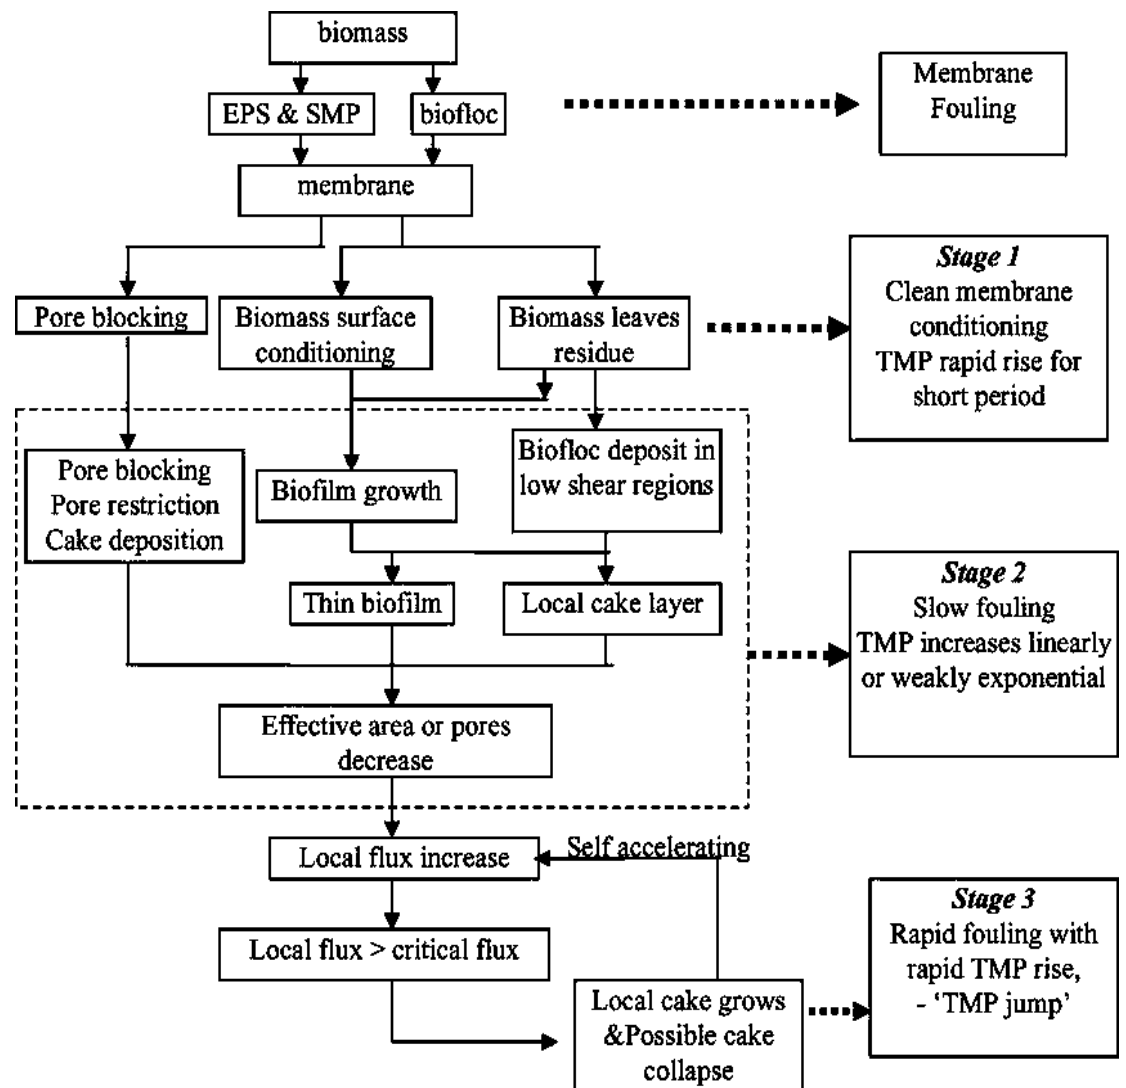 biomass
EPS & SMP
biofloc
membrane
Membrane
Fouling
Pore blocking
Biomass surface
conditioning
Biomass leaves
residue
Stage 1
Clean membrane
conditioning
TMP rapid rise for
short period
Pore blocking
Pore restriction
Cake deposition
Biofilm growth
Biofloc deposit in
low shear regions
Thin biofilm
Local cake layer
Stage 2
Slow fouling
TMP increases linearly
or weakly exponential
Effective area or pores
decrease
Local flux increase
Self accelerating
Local flux > critical flux
Local cake grows
&Possible cake
collapse
Stage 3
Rapid fouling with
rapid TMP rise,
- ‘TMP jump’